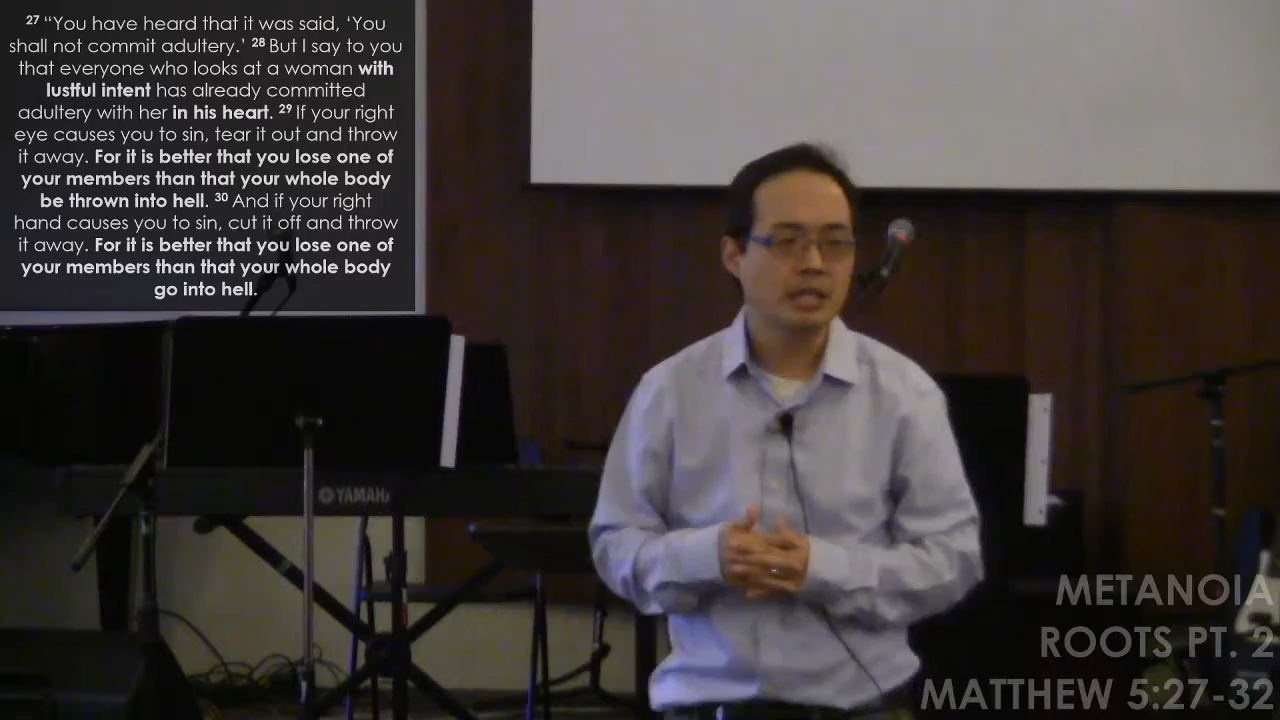 27 “You have heard that it was said, ‘You
shall not commit adultery.’ 28 But I say to you
that everyone who looks at a woman with
lustful intent has already committed
adultery with her in his heart. 29 If your right
eye causes you to sin, tear it out and throw
it away. For it is better that you lose one of
your members than that your whole body
be thrown into hell. 30 And if your right
hand causes you to sin, cut it off and throw
it away. For it is better that you lose one of
your members than that your whole body
go into hell.
YAMAHA
METANOIA
ROOTS PT. 2
MATTHEW 5:27-32